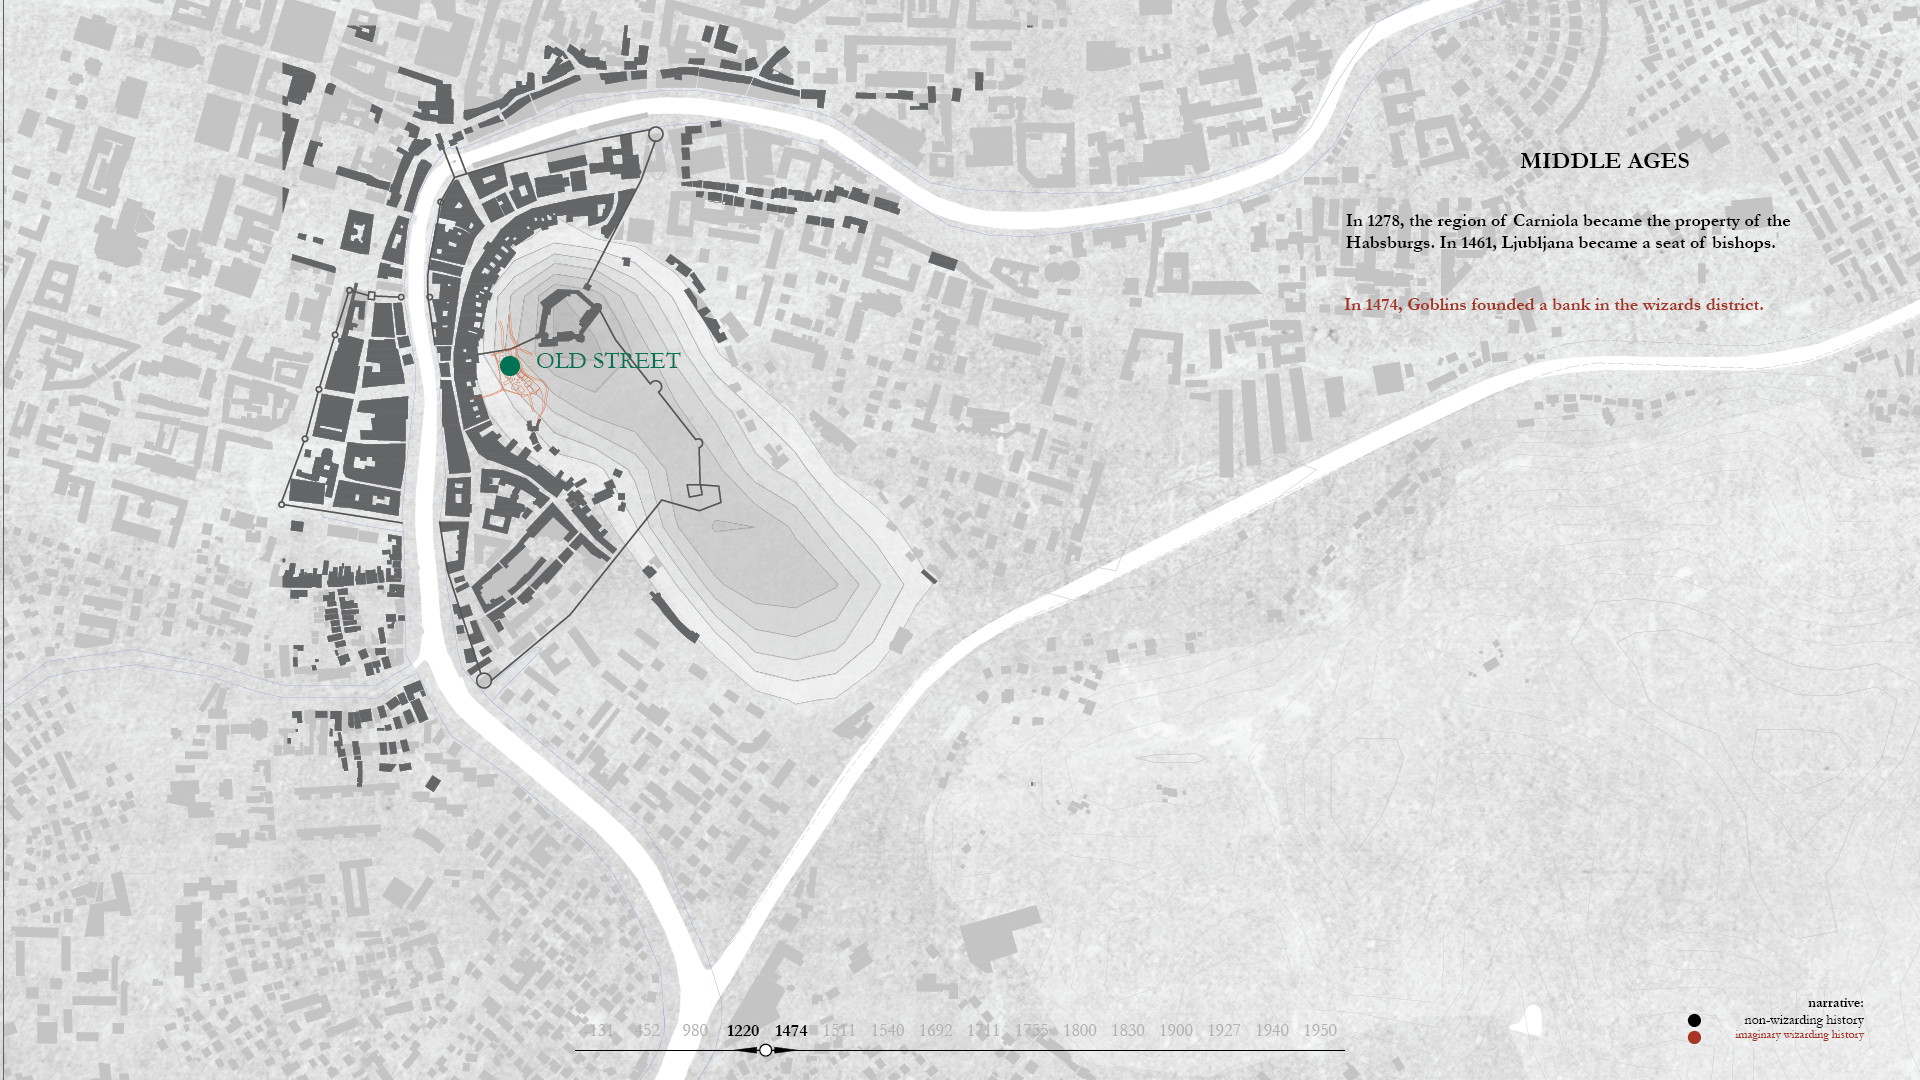 MIDDLE AGES
In 1278, the region of Carniola became the property of the
Habsburgs. In 1461, Ljubljana became a seat of bishops.
In 1474, Goblins founded a bank in the wizards district.
OLD STREET
narrative:
non-wizarding history
imaginary wizarding history
131 452 980 1220 1474 1511 1540 1692 1711 1755 1800 1830 1900 1927 1940 1950